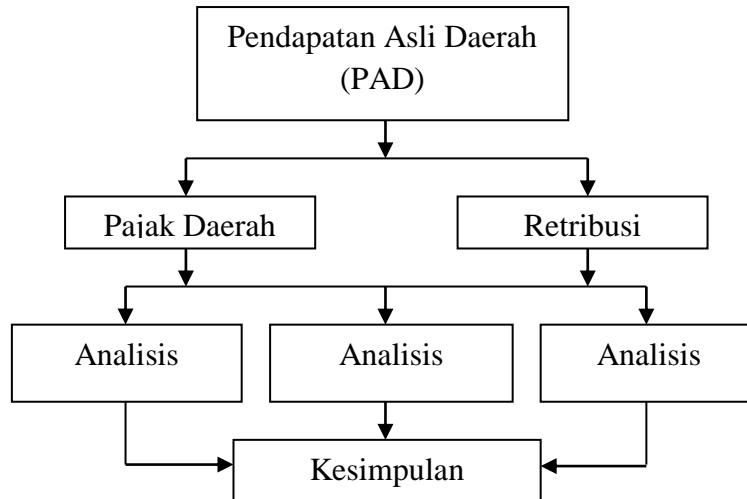 Pendapatan Asli Daerah
(PAD)
Pajak Daerah
Retribusi
Analisis
Analisis
Analisis
Kesimpulan